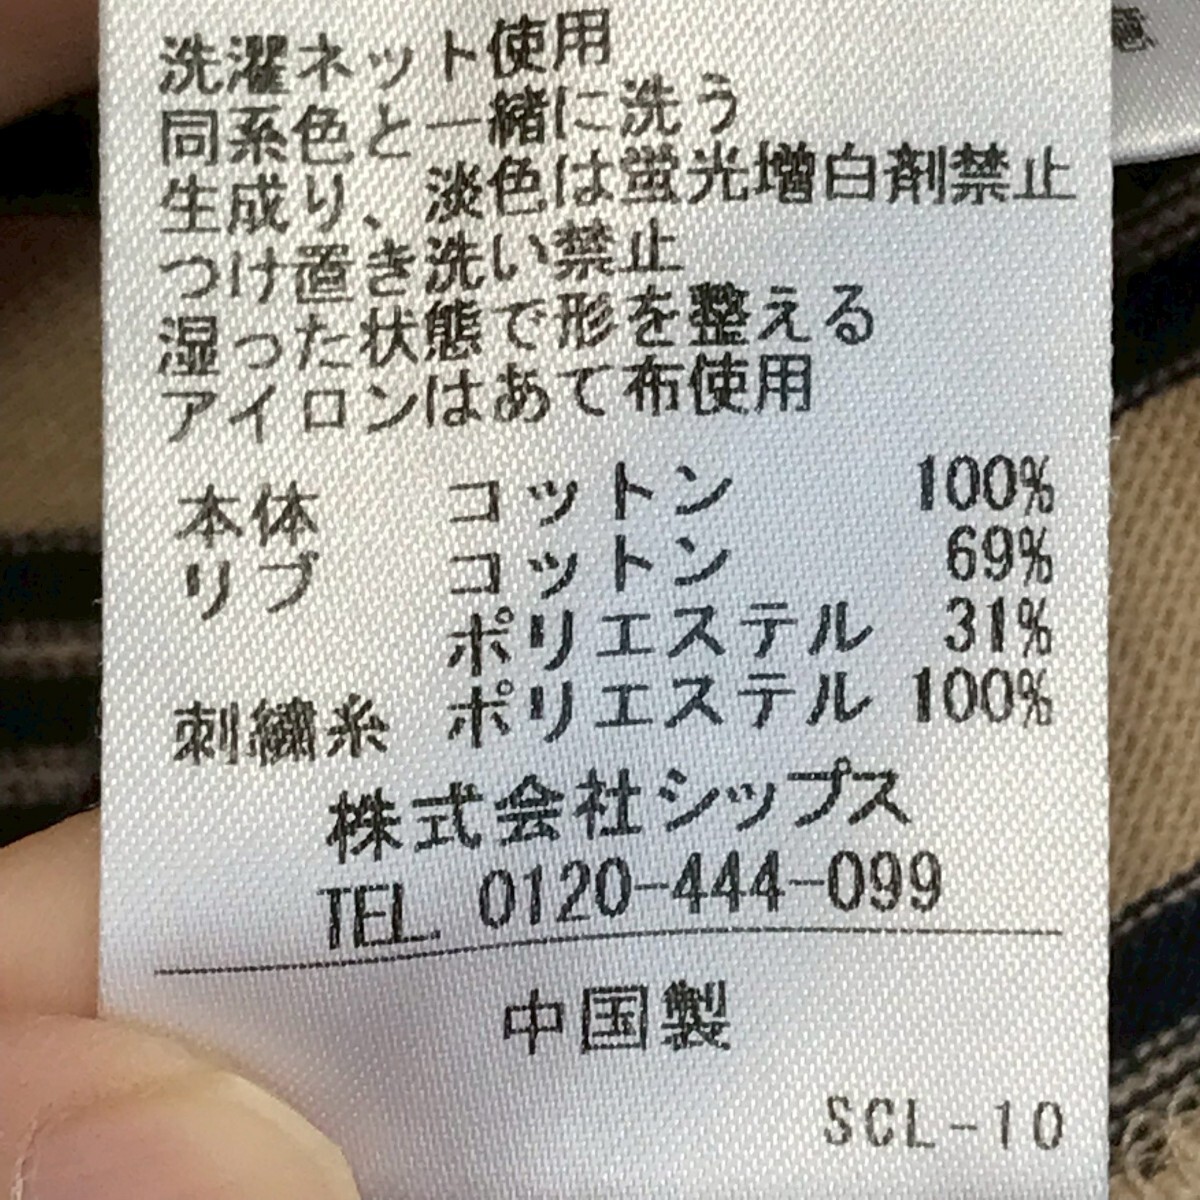 洗濯ネット使用
同系色と一緒に洗う
生成り、淡色は蛍光増白剤禁止
つけ置き洗い禁止
湿った状態で形を整える
アイロンはあて布使用
本体 コットン 100%
リブ コットン 69%
ポリエステル 31%
刺繍糸 ポリエステル 100%
株式会社シップス
TEL. 0120-444-099
中国製
SCL-10